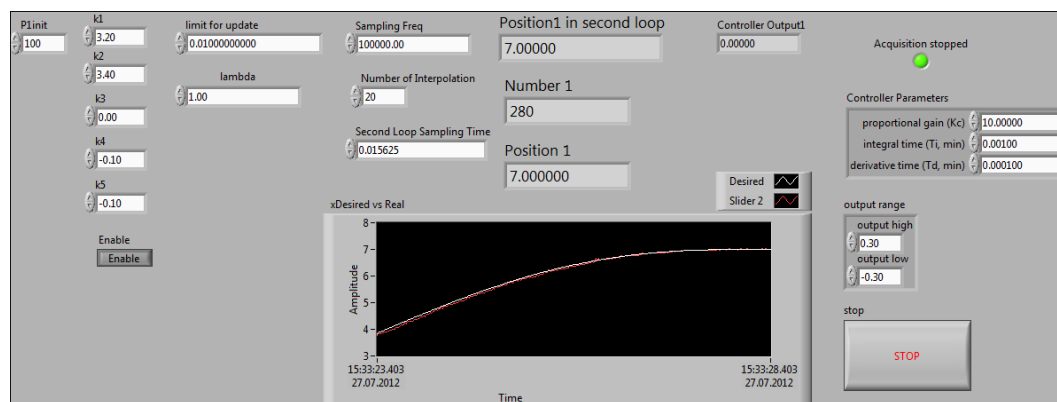 P1init
100
k1
3.20
k2
3.40
k3
0.00
k4
-0.10
k5
-0.10
Enable
Enable
limit for update
0.01000000000
lambda
1.00
Sampling Freq
100000.00
Number of Interpolation
20
Second Loop Sampling Time
0.015625
Position1 in second loop
7.00000
Number 1
280
Position 1
7.000000
Controller Output1
0.00000
Acquisition stopped
Controller Parameters
proportional gain (Kc) 10.00000
integral time (Ti, min) 0.00100
derivative time (Td, min) 0.000100
output range
output high
0.30
output low
-0.30
stop
STOP
Desired
Slider 2
xDesired vs Real
Amplitude
8
7
6
5
4
3
15:33:23.403
27.07.2012
15:33:28.403
27.07.2012
Time